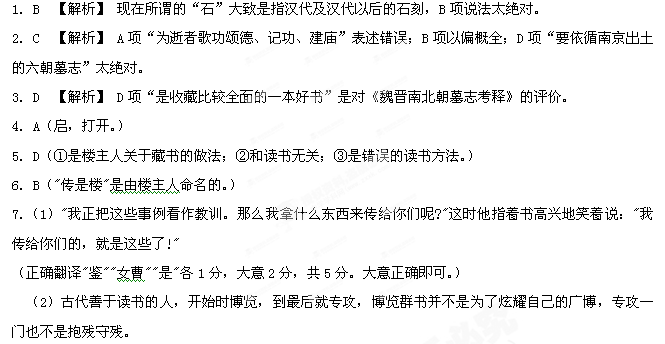 1. B 【解析】 现在所谓的“石”大致是指汉代及汉代以后的石刻，B项说法太绝对。
2. C 【解析】 A项“为逝者歌功颂德、记功、建庙”表述错误；B项以偏概全；D项“要依循南京出土
的六朝墓志”太绝对。
3. D 【解析】 D项“是收藏比较全面的一本好书”是对《魏晋南北朝墓志考释》的评价。
4. A（启，打开。）
5. D（①是楼主人关于藏书的做法；②和读书无关；③是错误的读书方法。）
6. B（"传是楼"是由楼主人命名的。）
7.（1）"我正把这些事例看作教训。那么我拿什么东西来传给你们呢?"这时他指着书高兴地笑着说："我
传给你们的，就是这些了!"
（正确翻译"鉴""女曹""是"各1分，大意2分，共5分。大意正确即可。）
（2）古代善于读书的人，开始时博览，到最后就专攻，博览群书并不是为了炫耀自己的广博，专攻一
门也不是抱残守残。